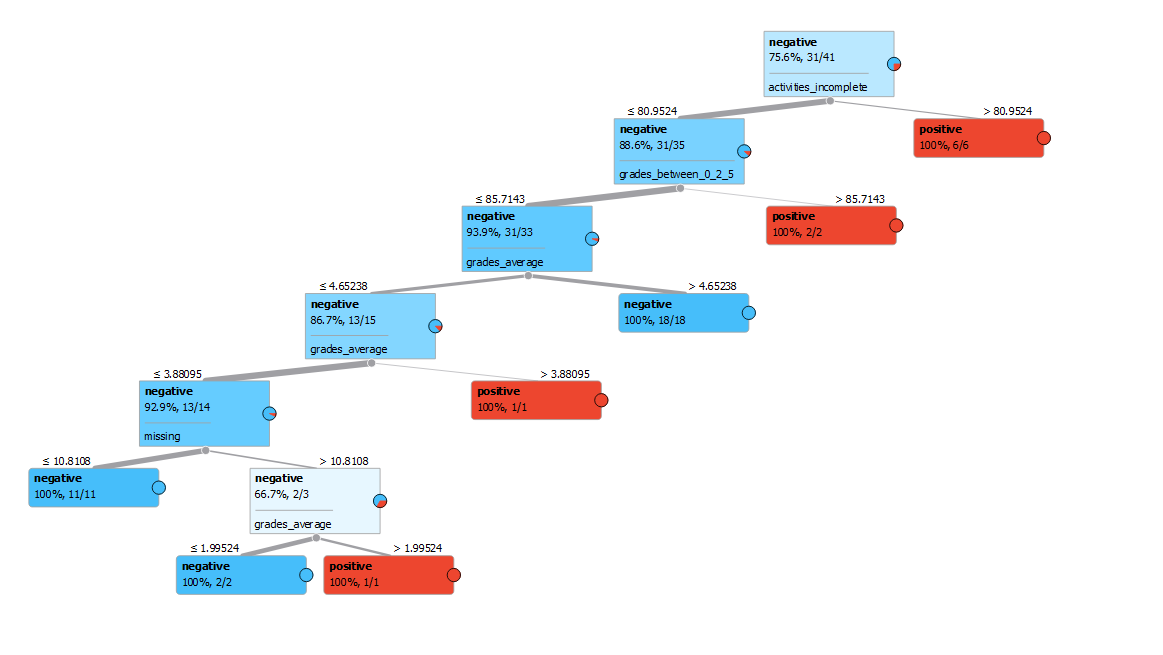 negative
75.6%, 31/41
activities_incomplete
≤ 80.9524
> 80.9524
negative
88.6%, 31/35
grades_between_0_2_5
positive
100%, 6/6
≤ 85.7143
> 85.7143
negative
93.9%, 31/33
grades_average
positive
100%, 2/2
≤ 4.65238
> 4.65238
negative
86.7%, 13/15
grades_average
negative
100%, 18/18
≤ 3.88095
> 3.88095
negative
92.9%, 13/14
missing
positive
100%, 1/1
≤ 10.8108
> 10.8108
negative
100%, 11/11
negative
66.7%, 2/3
grades_average
≤ 1.99524
> 1.99524
negative
100%, 2/2
positive
100%, 1/1